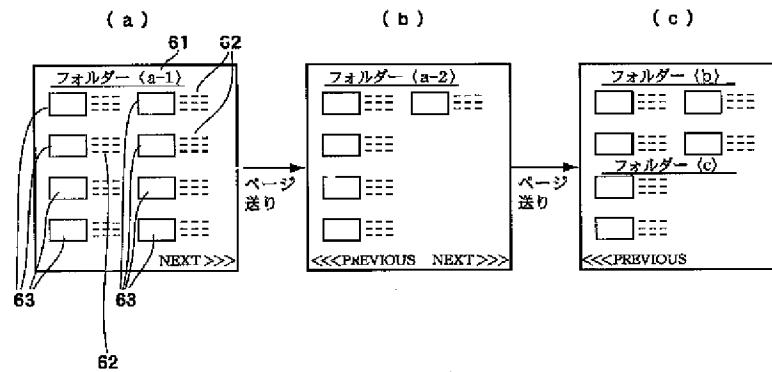 (a)
(b)
(c)
61
62
フォルダー〈a-1〉
フォルダー〈a-2〉
フォルダー〈b〉
フォルダー〈c〉
ページ
送り
ページ
送り
NEXT>>>
<<<PREVIOUS NEXT>>>
<<<PREVIOUS
63
63
62